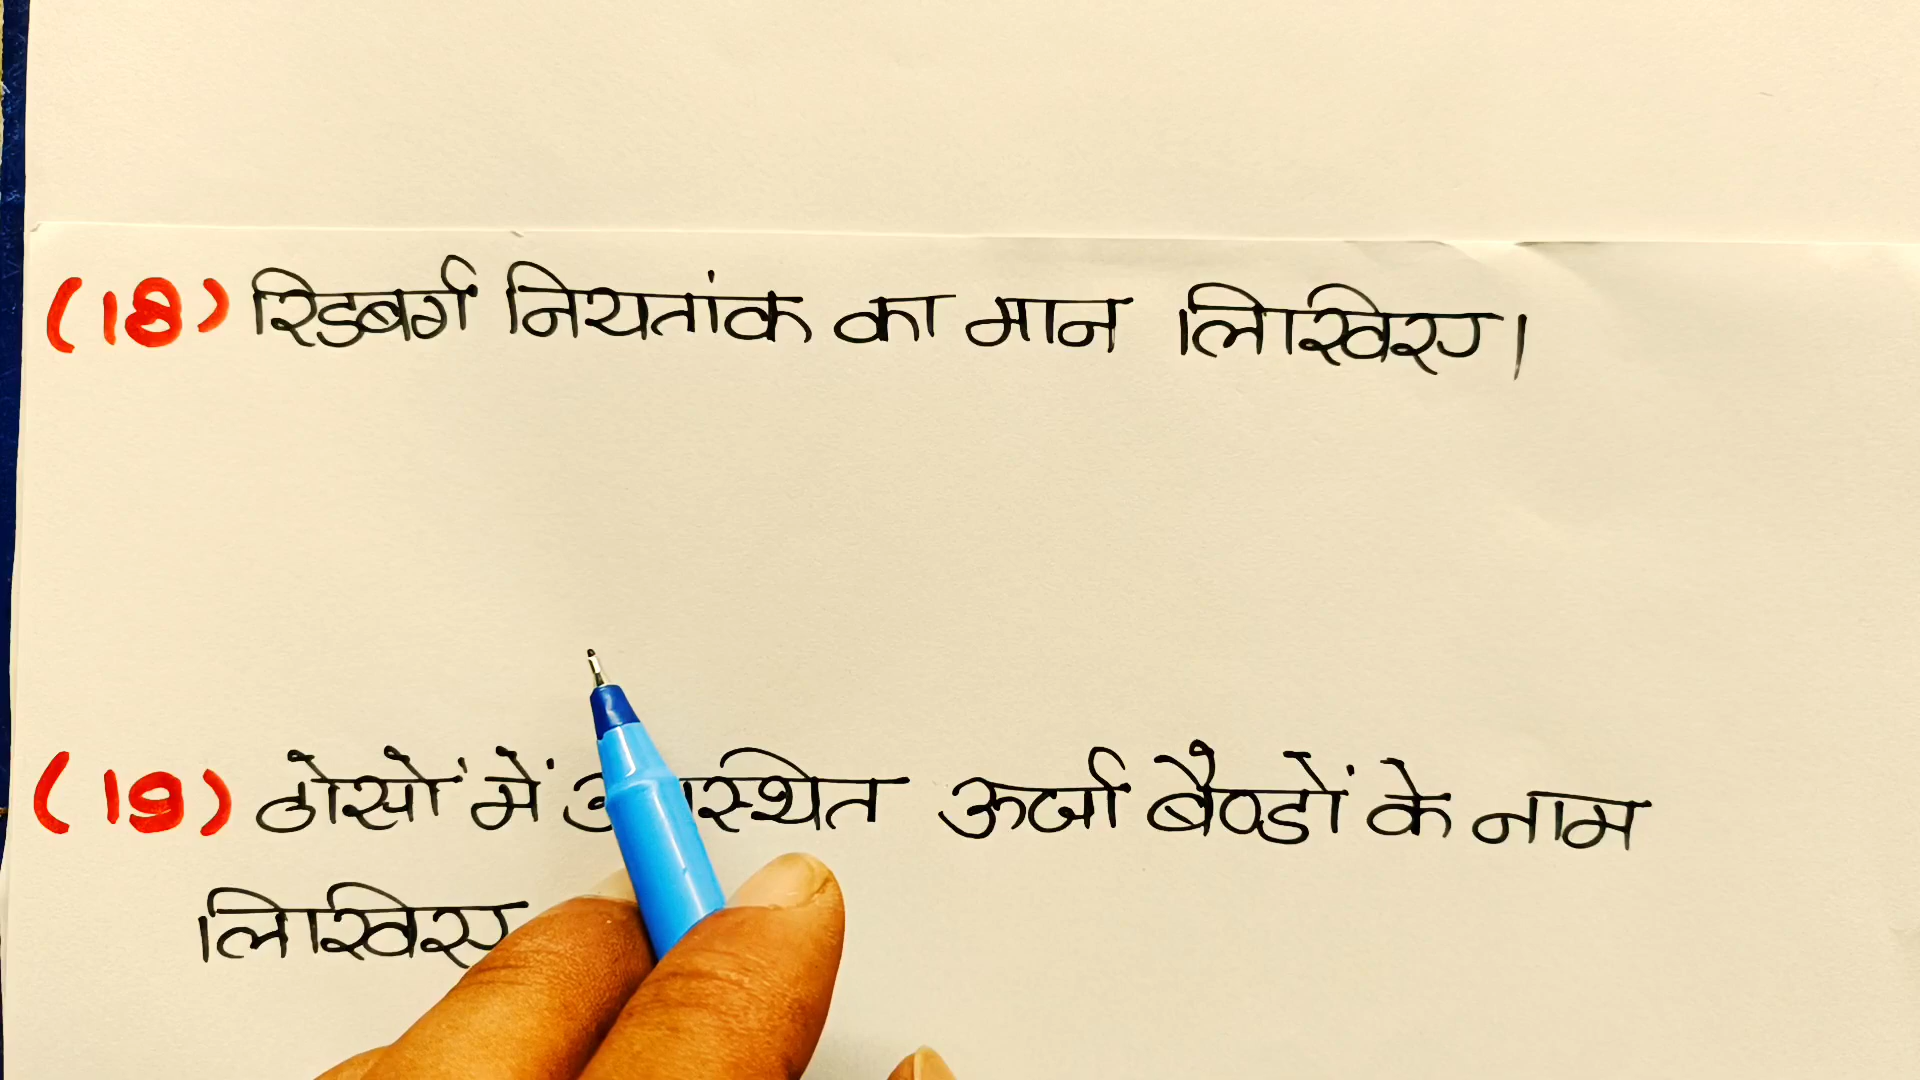 (18) रिडबर्ग नियतांक का मान लिखिए।
(19) ठोसों में ऊर्जा बैण्डों के नाम
लिखिए